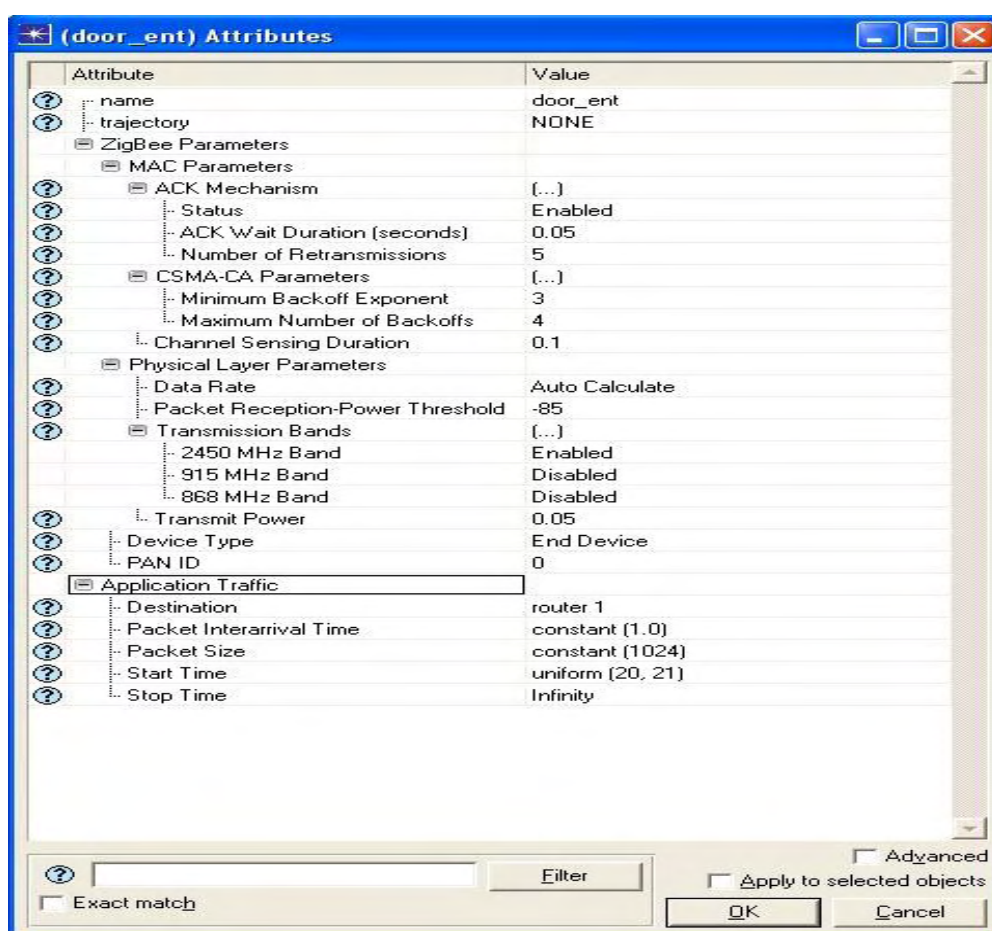 (door_ent) Attributes
Attribute Value
name door_ent
trajectory NONE
ZigBee Parameters
MAC Parameters
ACK Mechanism (...)
Status Enabled
ACK Wait Duration (seconds) 0.05
Number of Retransmissions 5
CSMA-CA Parameters (...)
Minimum Backoff Exponent 3
Maximum Number of Backoffs 4
Channel Sensing Duration 0.1
Physical Layer Parameters
Data Rate Auto Calculate
Packet Reception-Power Threshold -85
Transmission Bands (...)
2450 MHz Band Enabled
915 MHz Band Disabled
868 MHz Band Disabled
Transmit Power 0.05
Device Type End Device
PAN ID 0
Application Traffic
Destination router 1
Packet Interarrival Time constant (1.0)
Packet Size constant (1024)
Start Time uniform (20, 21)
Stop Time Infinity
Advanced
Filter
Apply to selected objects
Exact match
OK Cancel